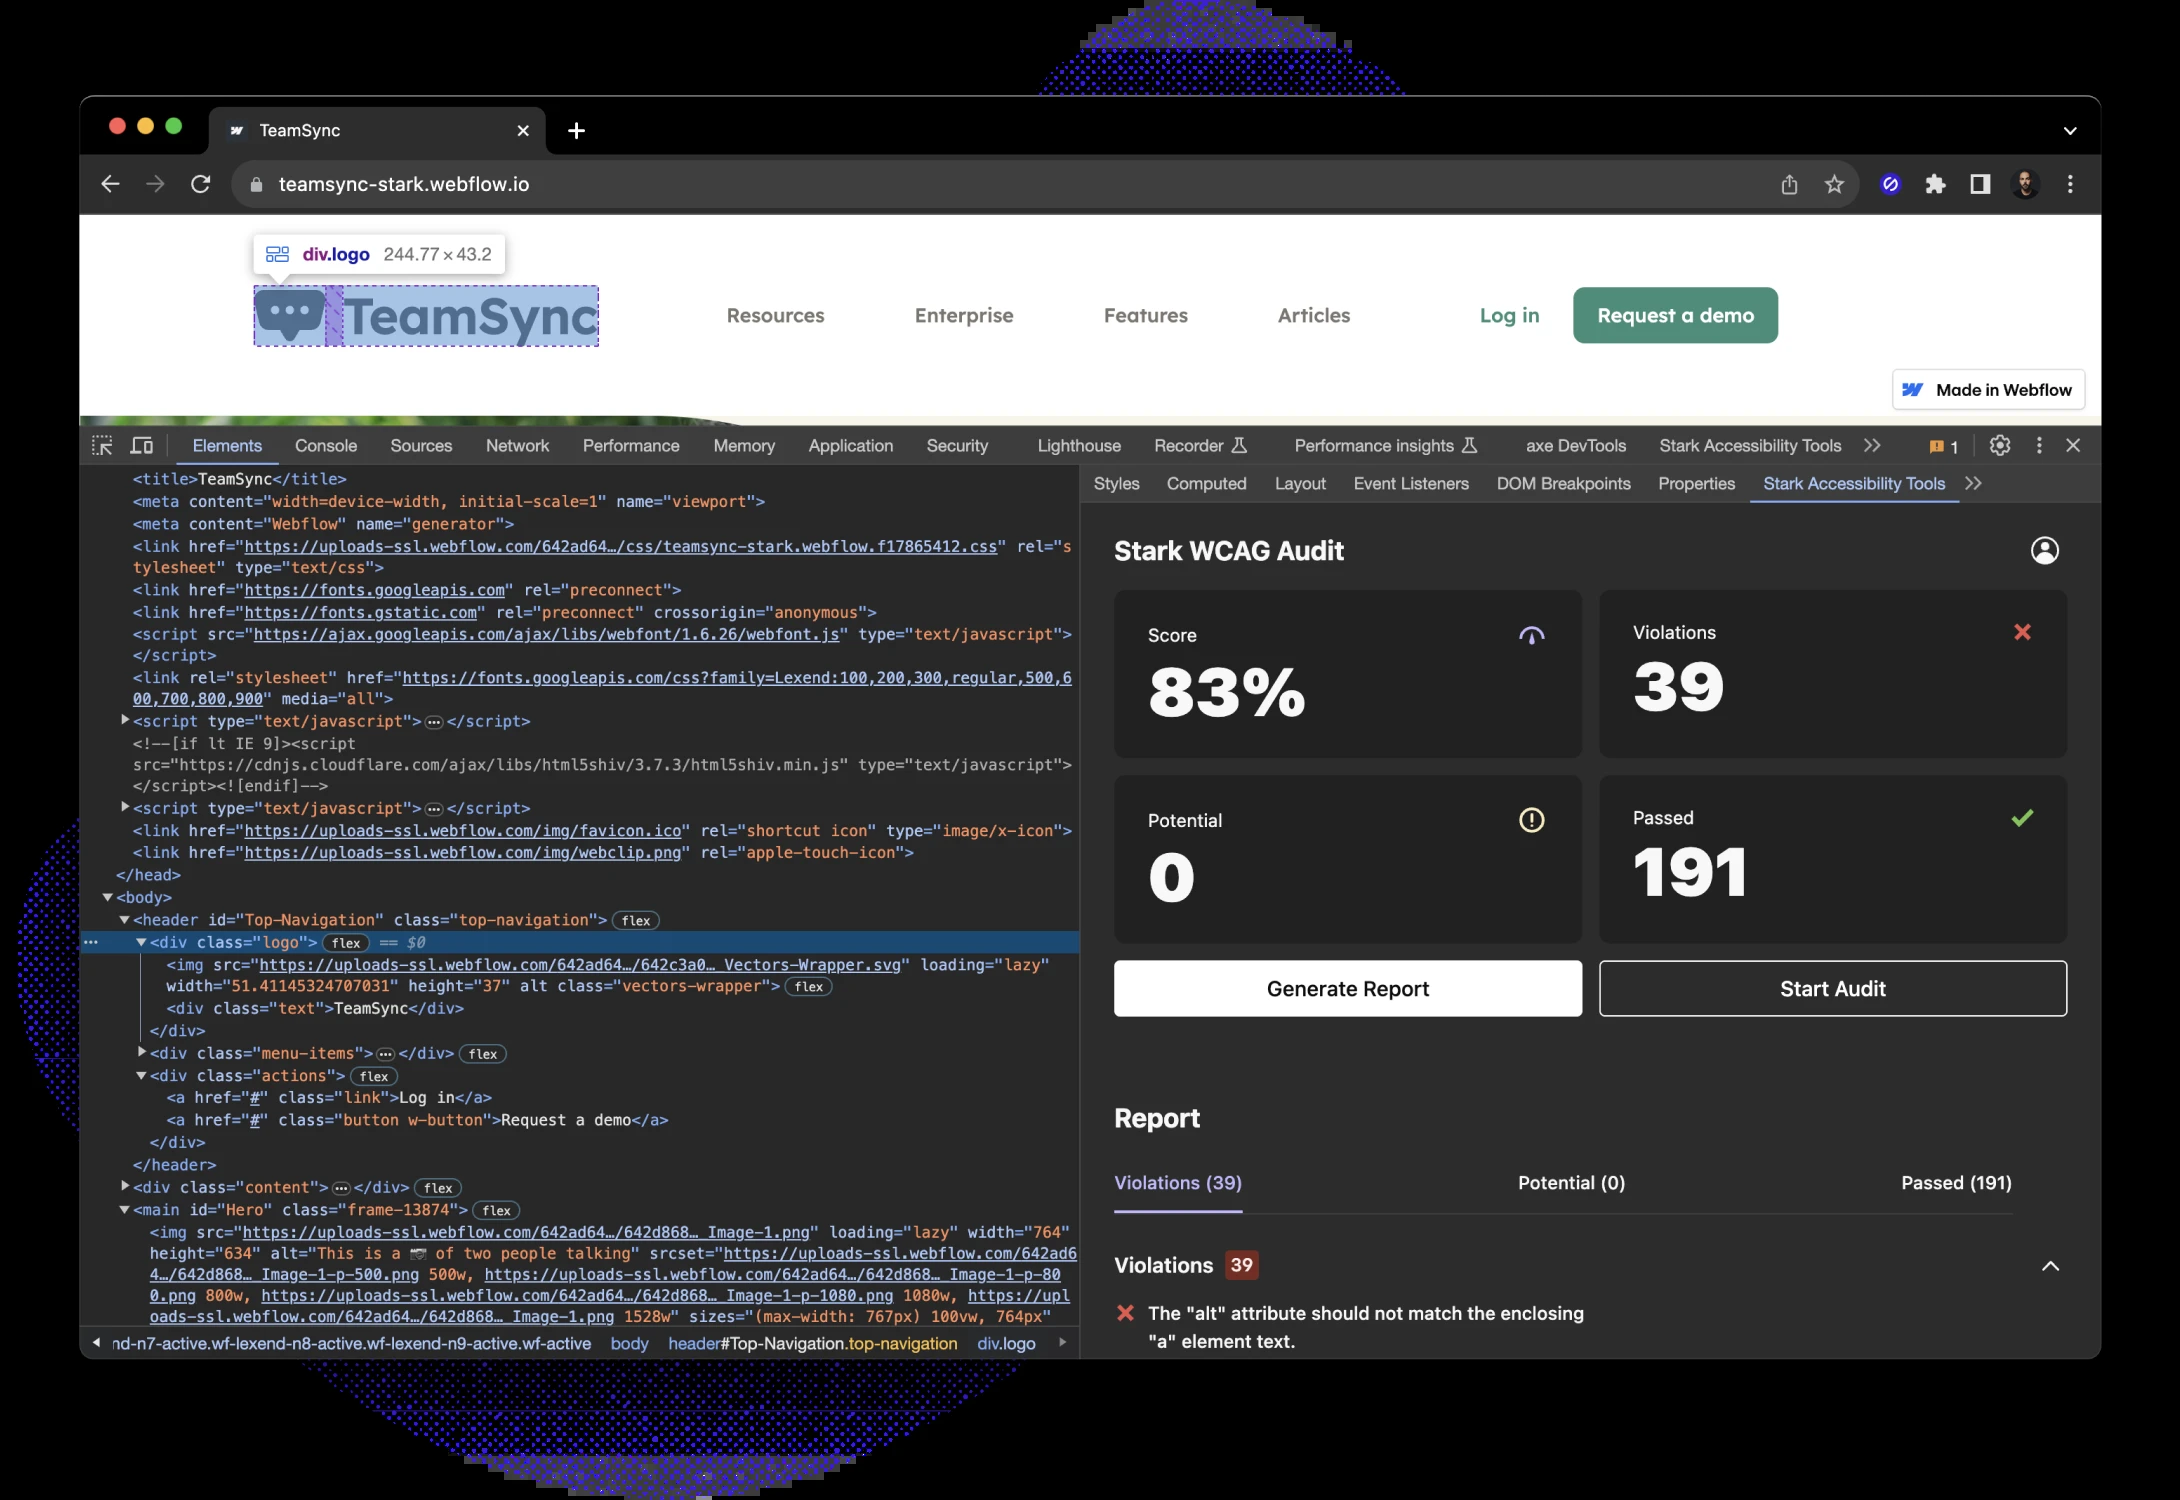 TeamSync
teamsync-stark.webflow.io
div.logo 244.77 × 43.2
TeamSync
Resources
Enterprise
Features
Articles
Log in
Request a demo
Made in Webflow
Elements Console Sources Network Performance Memory Application Security Lighthouse Recorder Performance insights axe DevTools Stark Accessibility Tools 1
<title>TeamSync</title>
<meta content="width=device-width, initial-scale=1" name="viewport">
<meta content="Webflow" name="generator">
<link href="https://uploads-ssl.webflow.com/642ad64…/css/teamsync-stark.webflow.f17865412.css" rel="s
tylesheet" type="text/css">
<link href="https://fonts.googleapis.com" rel="preconnect">
<link href="https://fonts.gstatic.com" rel="preconnect" crossorigin="anonymous">
<script src="https://ajax.googleapis.com/ajax/libs/webfont/1.6.26/webfont.js" type="text/javascript">
</script>
<link rel="stylesheet" href="https://fonts.googleapis.com/css?family=Lexend:100,200,300,regular,500,6
00,700,800,900" media="all">
<script type="text/javascript">…</script>
<!--[if lt IE 9]><script
src="https://cdnjs.cloudflare.com/ajax/libs/html5shiv/3.7.3/html5shiv.min.js" type="text/javascript">
</script><![endif]-->
<script type="text/javascript">…</script>
<link href="https://uploads-ssl.webflow.com/img/favicon.ico" rel="shortcut icon" type="image/x-icon">
<link href="https://uploads-ssl.webflow.com/img/webclip.png" rel="apple-touch-icon">
</head>
<body>
<header id="Top-Navigation" class="top-navigation"> flex
<div class="logo"> flex == $0
<img src="https://uploads-ssl.webflow.com/642ad64…/642c3a0…_Vectors-Wrapper.svg" loading="lazy"
width="51.41145324707031" height="37" alt class="vectors-wrapper"> flex
<div class="text">TeamSync</div>
</div>
<div class="menu-items">…</div> flex
<div class="actions"> flex
<a href="#" class="link">Log in</a>
<a href="#" class="button w-button">Request a demo</a>
</div>
</header>
<div class="content">…</div> flex
<main id="Hero" class="frame-13874"> flex
<img src="https://uploads-ssl.webflow.com/642ad64…/642d868…_Image-1.png" loading="lazy" width="764"
height="634" alt="This is a 📷 of two people talking" srcset="https://uploads-ssl.webflow.com/642ad6
4…/642d868…_Image-1-p-500.png 500w, https://uploads-ssl.webflow.com/642ad64…/642d868…_Image-1-p-80
0.png 800w, https://uploads-ssl.webflow.com/642ad64…/642d868…_Image-1-p-1080.png 1080w, https://upl
oads-ssl.webflow.com/642ad64…/642d868…_Image-1.png 1528w" sizes="(max-width: 767px) 100vw, 764px"
nd-n7-active.wf-lexend-n8-active.wf-lexend-n9-active.wf-active body header#Top-Navigation.top-navigation div.logo
Styles Computed Layout Event Listeners DOM Breakpoints Properties Stark Accessibility Tools
Stark WCAG Audit
Score
83%
Violations
39
Potential
0
Passed
191
Generate Report
Start Audit
Report
Violations (39)
Potential (0)
Passed (191)
Violations 39
The "alt" attribute should not match the enclosing
"a" element text.